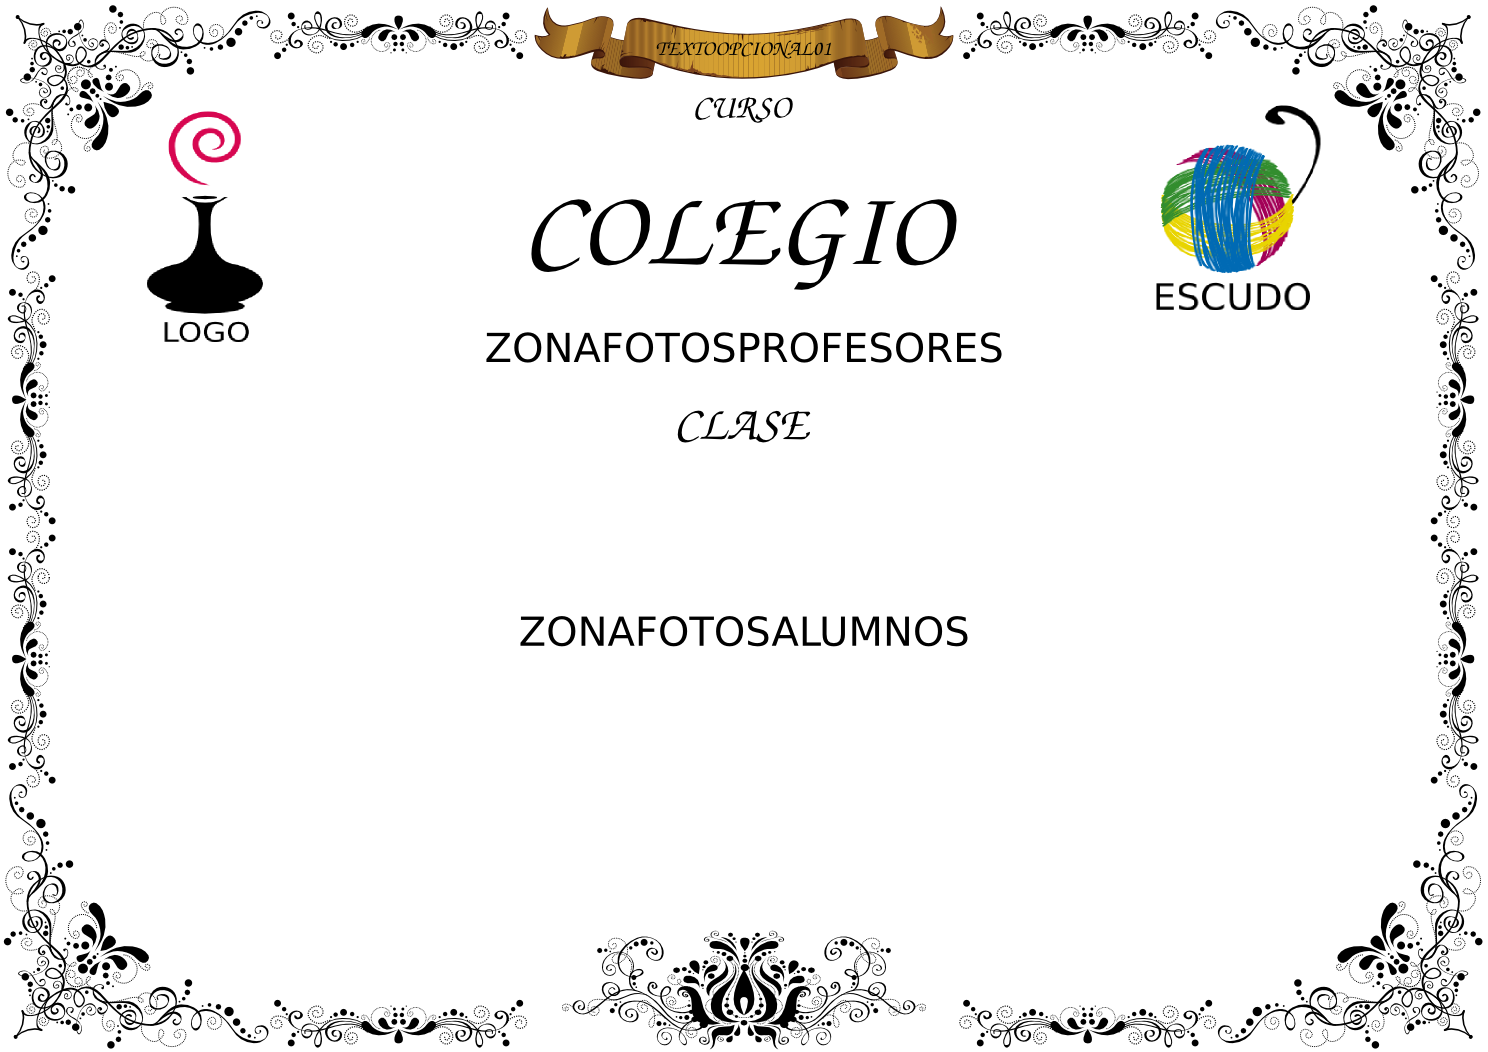 TEXTOOPCIONAL01
CURSO
COLEGIO
LOGO
ESCUDO
ZONAFOTOSPROFESORES
CLASE
ZONAFOTOSALUMNOS